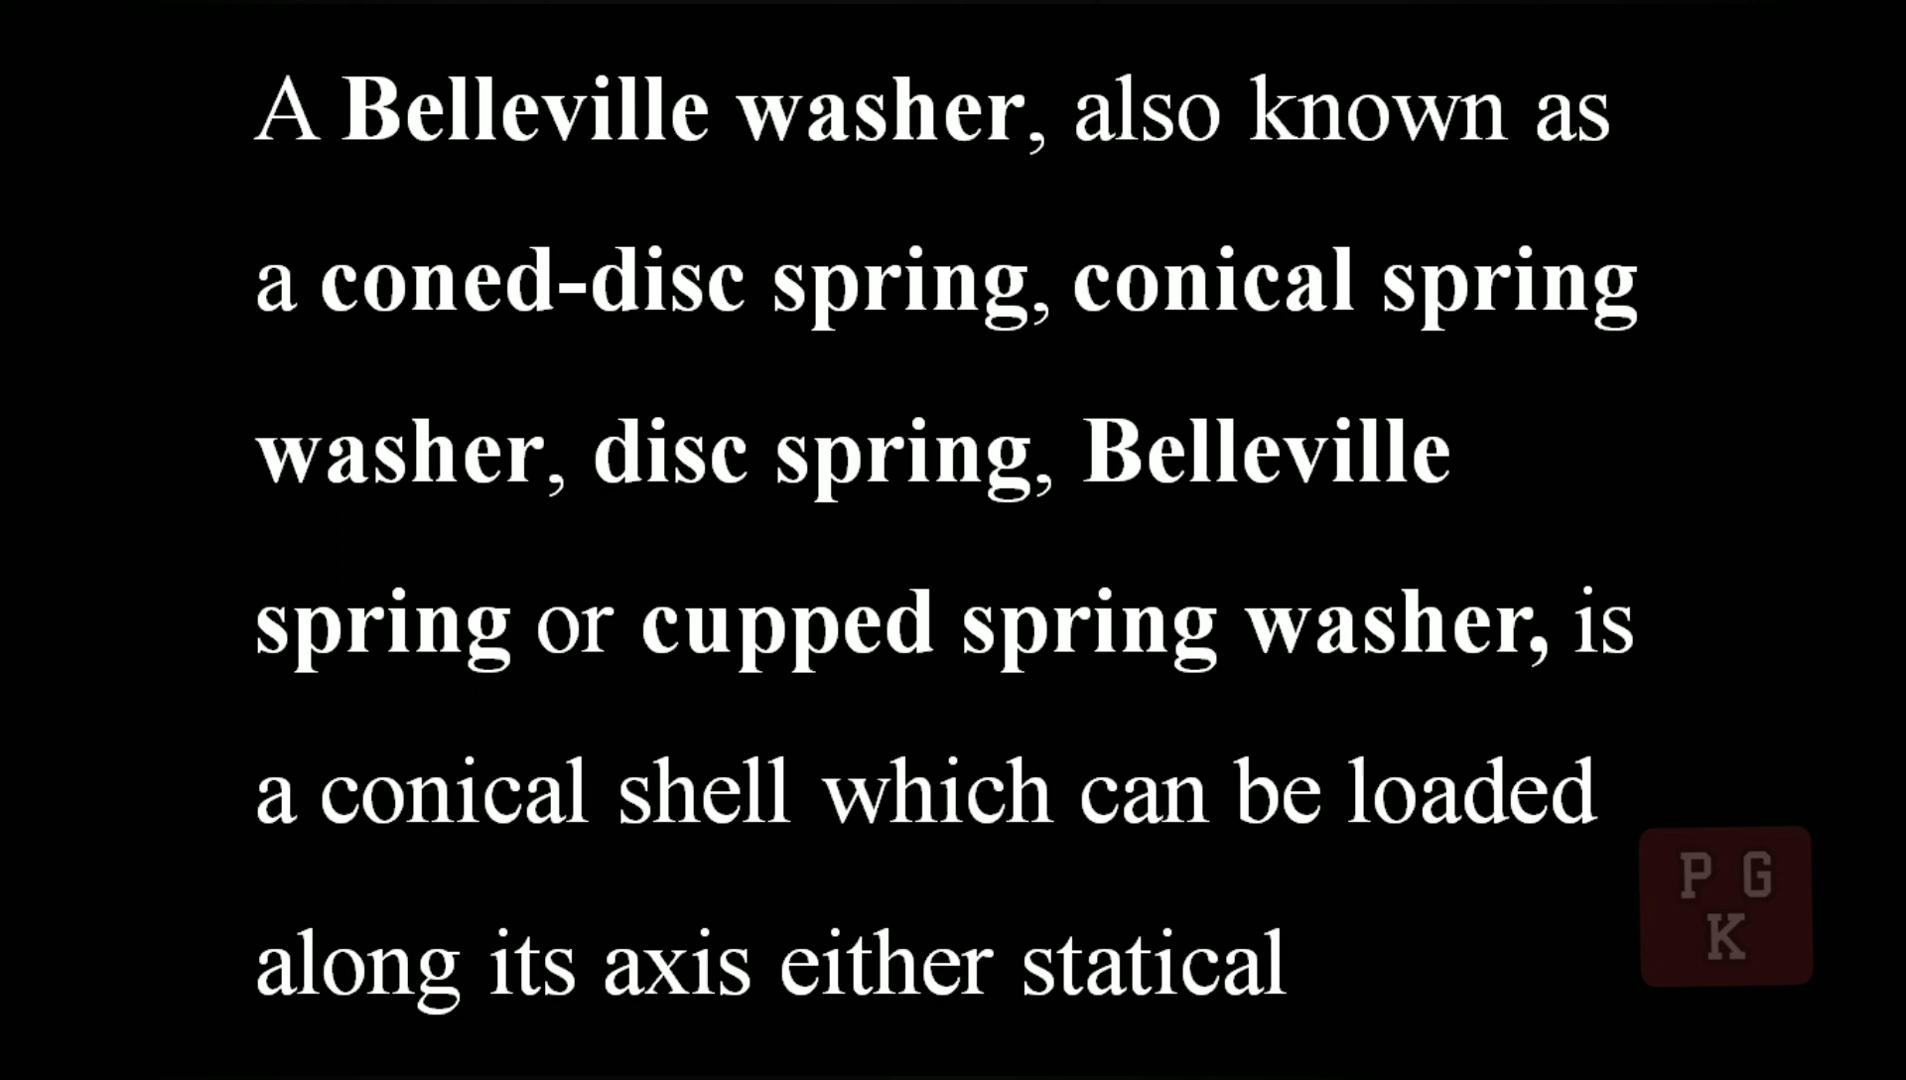 A Belleville washer, also known as
a coned-disc spring, conical spring
washer, disc spring, Belleville
spring or cupped spring washer, is
a conical shell which can be loaded
along its axis either statical
P G
K